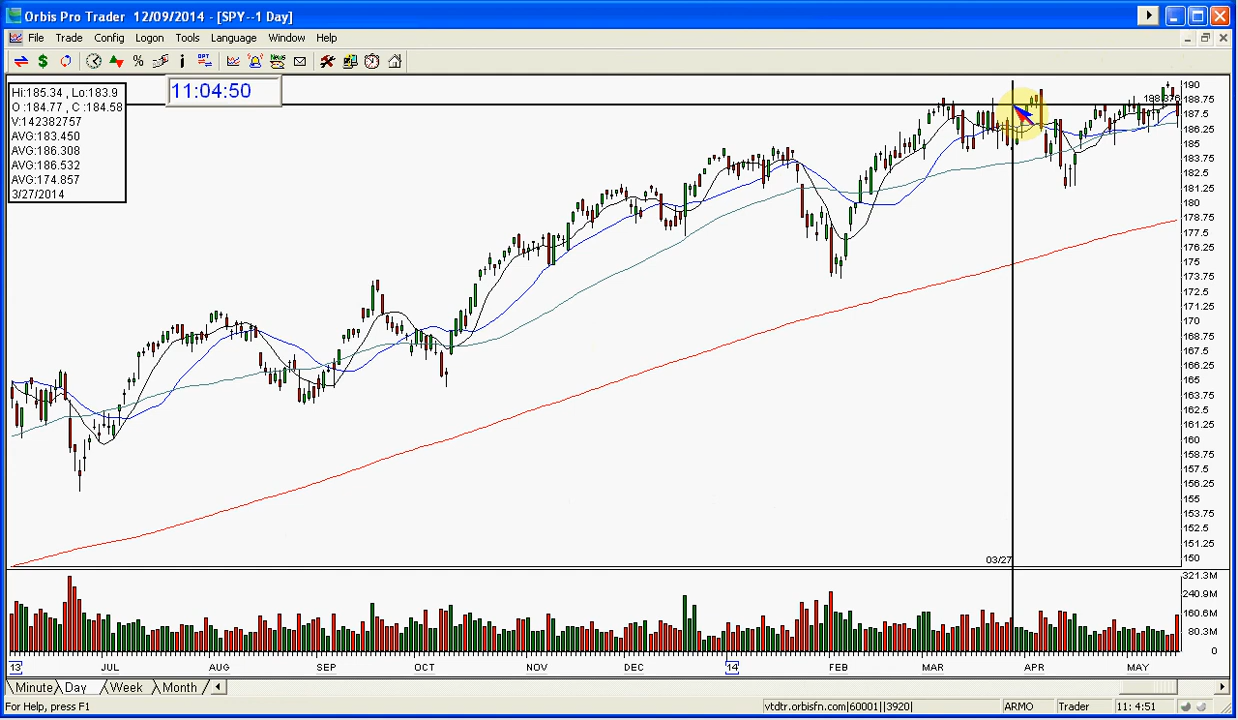 Orbis Pro Trader 12/09/2014 - [SPY--1 Day]
File Trade Config Logon Tools Language Window Help
11:04:50
Hi:185.34 , Lo:183.9
O :184.77 , C :184.58
V:142382757
AVG:183.450
AVG:186.308
AVG:186.532
AVG:174.857
3/27/2014
190
188.75
187.5
186.25
185
183.75
182.5
181.25
180
178.75
177.5
176.25
175
173.75
172.5
171.25
170
168.75
167.5
166.25
165
163.75
162.5
161.25
160
158.75
157.5
156.25
155
153.75
152.5
151.25
150
03/27
321.3M
240.9M
160.6M
80.3M
0
13 JUL AUG SEP OCT NOV DEC 14 FEB MAR APR MAY
Minute Day Week Month
For Help, press F1 vtdtr.orbisfn.com|60001||3920| ARMO Trader 11: 4:51